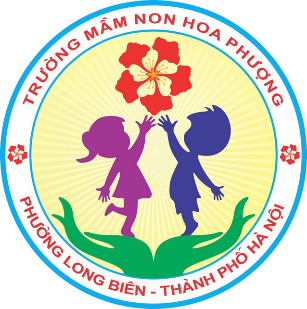 TRƯỜNG MẦM NON HOA PHƯỢNG
PHƯỜNG LONG BIÊN - THÀNH PHỐ HÀ NỘI